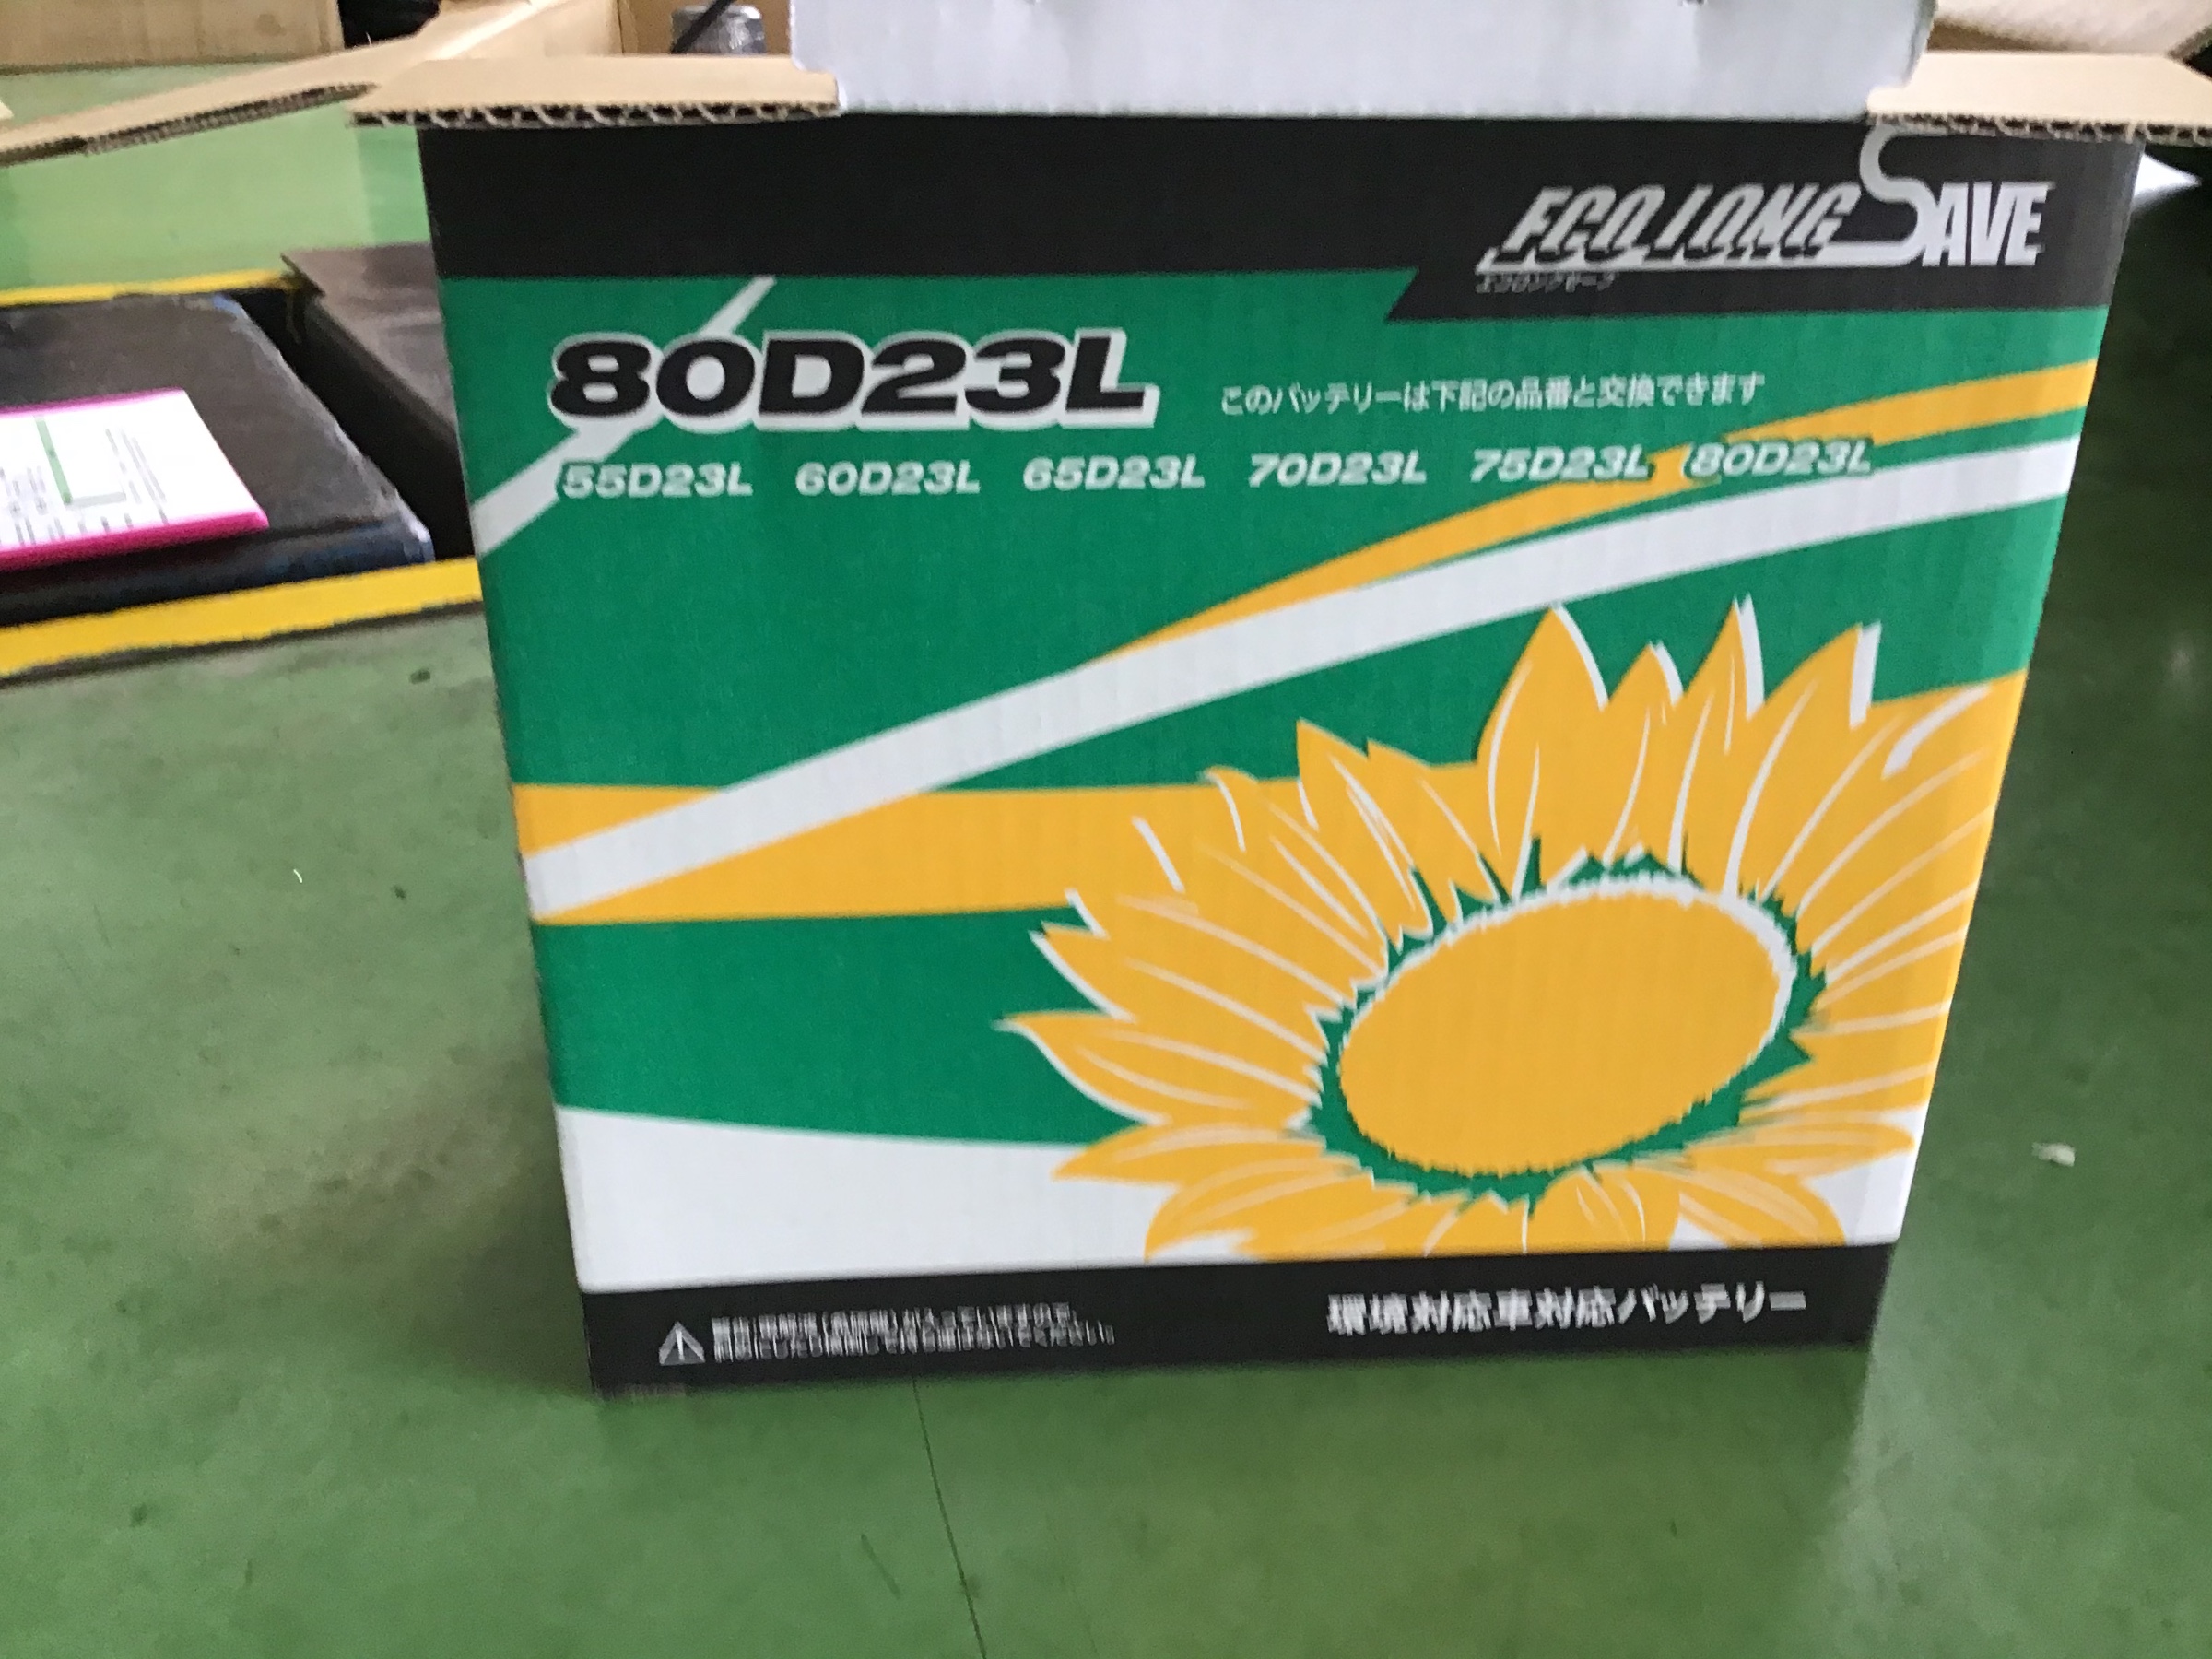 ECO LONG SAVE
エコロングセーブ
80D23L
このバッテリーは下記の品番と交換できます
55D23L 60D23L 65D23L 70D23L 75D23L 80D23L
環境対応車対応バッテリー